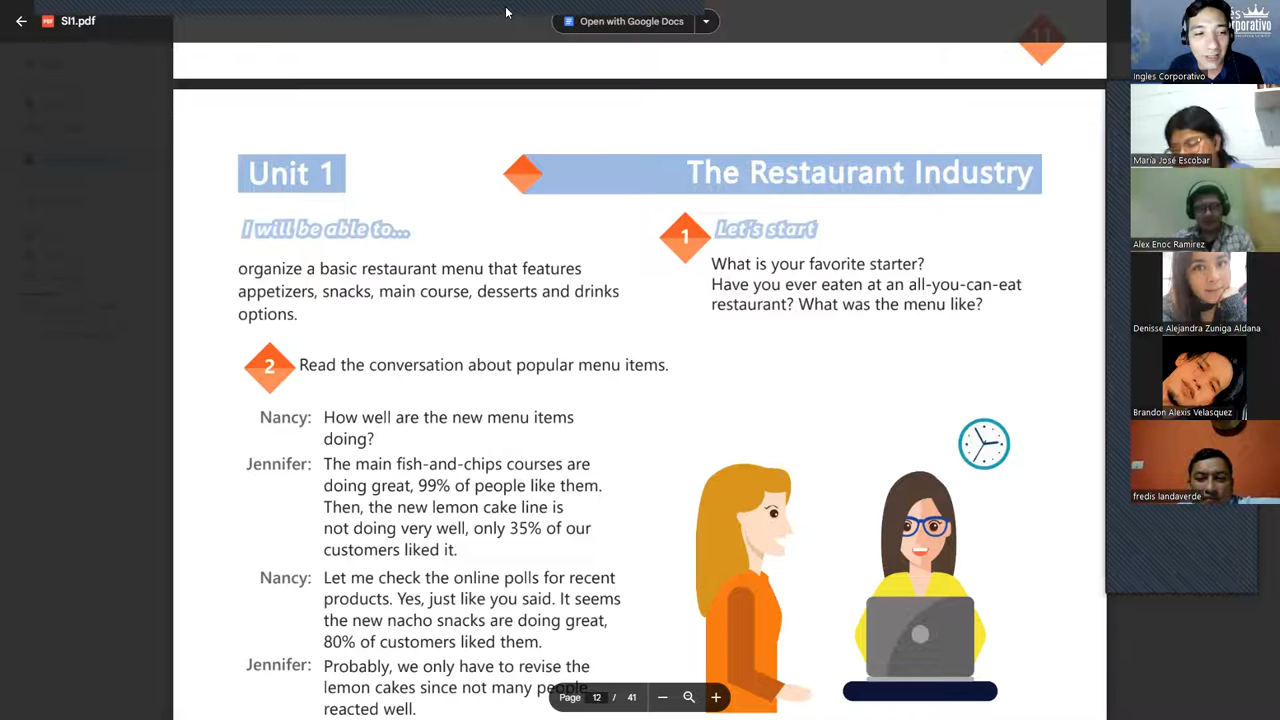 SI1.pdf
Open with Google Docs
11
Unit 1
The Restaurant Industry
I will be able to...
organize a basic restaurant menu that features
appetizers, snacks, main course, desserts and drinks
options.
1
Let's start
What is your favorite starter?
Have you ever eaten at an all-you-can-eat
restaurant? What was the menu like?
2
Read the conversation about popular menu items.
Nancy: How well are the new menu items
doing?
Jennifer: The main fish-and-chips courses are
doing great, 99% of people like them.
Then, the new lemon cake line is
not doing very well, only 35% of our
customers liked it.
Nancy: Let me check the online polls for recent
products. Yes, just like you said. It seems
the new nacho snacks are doing great,
80% of customers liked them.
Jennifer: Probably, we only have to revise the
lemon cakes since not many people
reacted well.
Page 12 / 41
Ingles Corporativo
María José Escobar
Alex Enoc Ramirez
Denisse Alejandra Zuniga Aldana
Brandon Alexis Velasquez
fredis landaverde